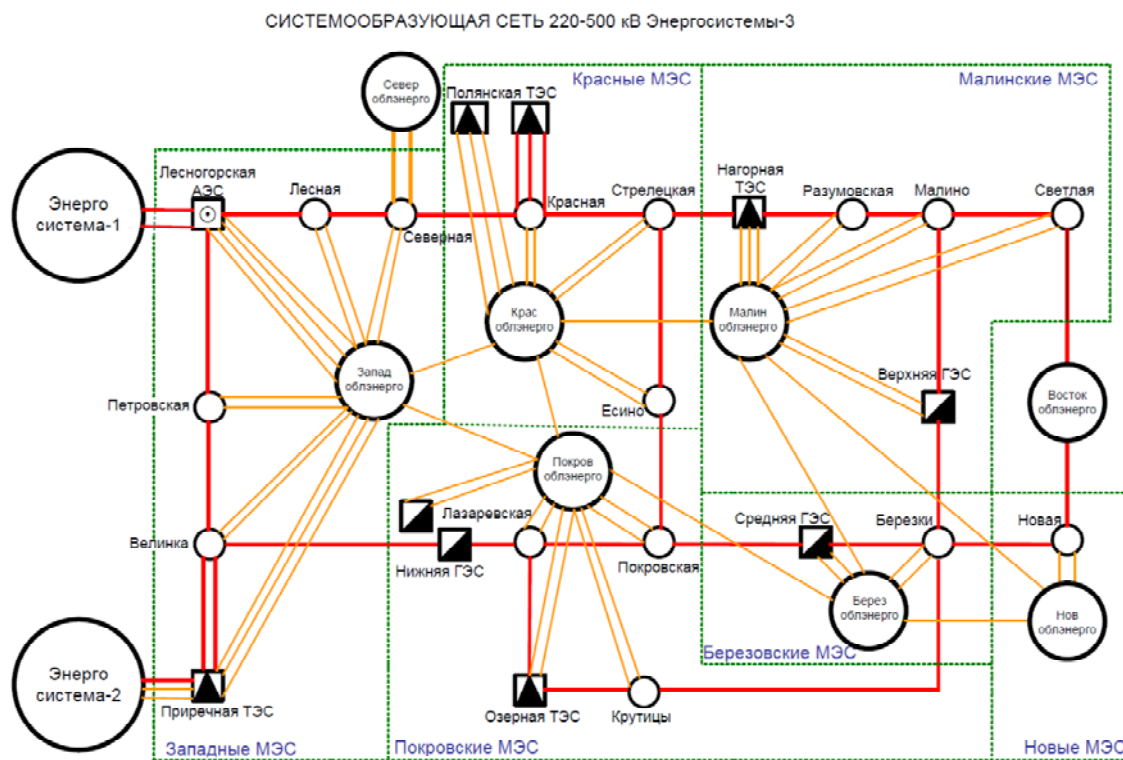 СИСТЕМООБРАЗУЮЩАЯ СЕТЬ 220-500 кВ Энергосистемы-3
Север
облэнерго
Красные МЭС
Малинские МЭС
Полянская ТЭС
Лесногорская
АЭС
Лесная
Нагорная
ТЭС
Стрелецкая
Разумовская
Малино
Светлая
Энерго
система-1
Красная
Северная
Крас
облэнерго
Малин
облэнерго
Запад
облэнерго
Верхняя ГЭС
Петровская
Есино
Восток
облэнерго
Покров
облэнерго
Лазаревская
Средняя ГЭС
Березки
Новая
Велинка
Нижняя ГЭС
Покровская
Берез
облэнерго
Нов
облэнерго
Березовские МЭС
Энерго
система-2
Приречная ТЭС
Озерная ТЭС
Крутицы
Западные МЭС
Покровские МЭС
Новые МЭС